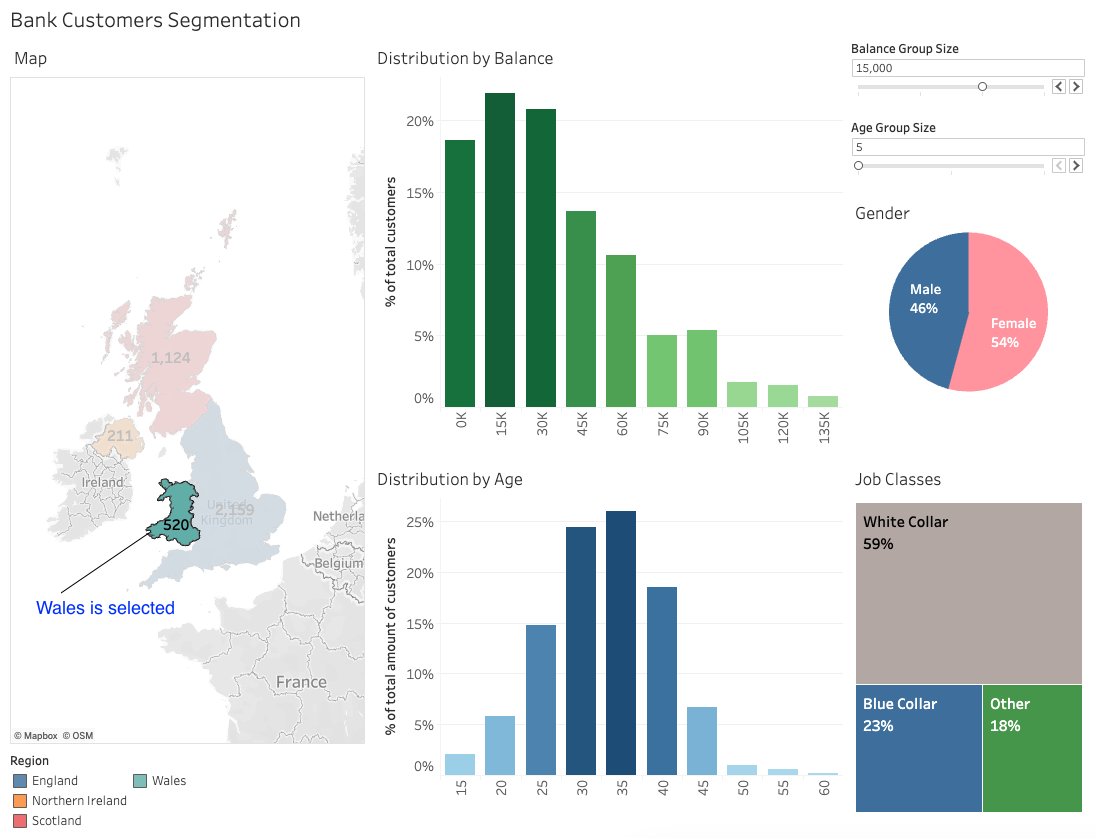 Bank Customers Segmentation
Map
1,124
211
Ireland
United
Kingdom
2,159
520
Netherla
Belgium
France
Wales is selected
© Mapbox © OSM
Region
England
Wales
Northern Ireland
Scotland
Distribution by Balance
% of total customers
20%
15%
10%
5%
0%
0K
15K
30K
45K
60K
75K
90K
105K
120K
135K
Distribution by Age
% of total amount of customers
25%
20%
15%
10%
5%
0%
15
20
25
30
35
40
45
50
55
60
Balance Group Size
15,000
Age Group Size
5
Gender
Male
46%
Female
54%
Job Classes
White Collar
59%
Blue Collar
23%
Other
18%